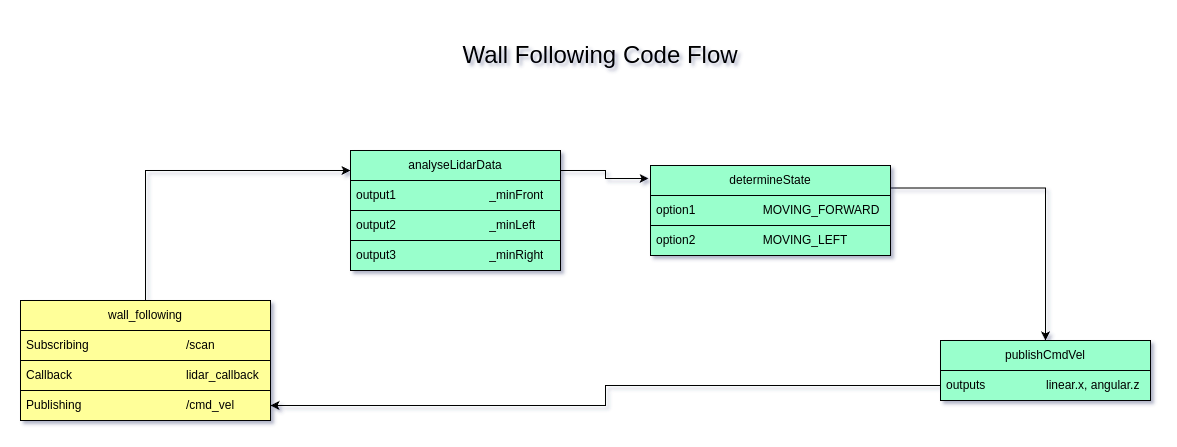 Wall Following Code Flow
analyseLidarData
output1 _minFront
output2 _minLeft
output3 _minRight
determineState
option1 MOVING_FORWARD
option2 MOVING_LEFT
wall_following
Subscribing /scan
Callback lidar_callback
Publishing /cmd_vel
publishCmdVel
outputs linear.x, angular.z